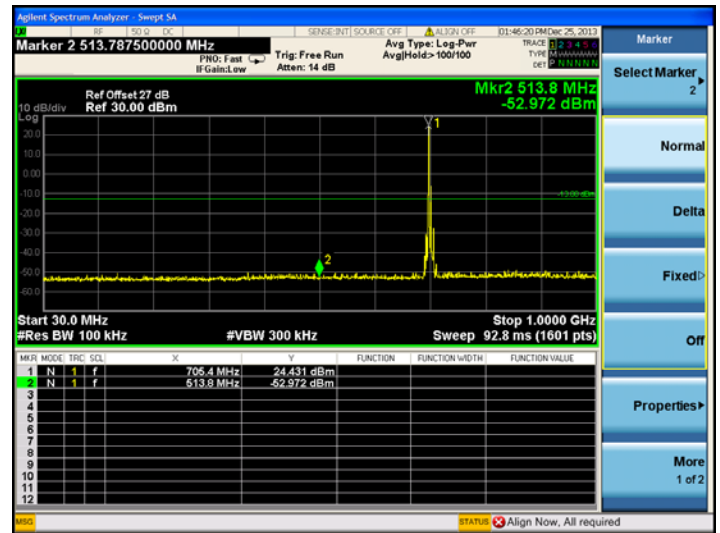 Agilent Spectrum Analyzer - Swept SA
RF 50 Ω DC SENSE:INT SOURCE OFF ALIGN OFF 01:46:20 PM Dec 25, 2013
Marker 2 513.787500000 MHz
PNO: Fast
IFGain:Low
Trig: Free Run
Atten: 14 dB
Avg Type: Log-Pwr
Avg|Hold:>100/100
TRACE 1 2 3 4 5 6
TYPE MWWWWW
DET P N N N N N
Ref Offset 27 dB
Ref 30.00 dBm
10 dB/div
Log
Mkr2 513.8 MHz
-52.972 dBm
20.0
10.0
0.00
-10.0
-20.0
-30.0
-40.0
-50.0
-60.0
1
-13.00 dBm
2
Start 30.0 MHz
#Res BW 100 kHz
#VBW 300 kHz
Stop 1.0000 GHz
Sweep 92.8 ms (1601 pts)
MKR MODE TRC SCL X Y FUNCTION FUNCTION WIDTH FUNCTION VALUE
1 N 1 f 705.4 MHz 24.431 dBm
2 N 1 f 513.8 MHz -52.972 dBm
3
4
5
6
7
8
9
10
11
12
MSG
STATUS Align Now, All required
Marker
Select Marker
2
Normal
Delta
Fixed
Off
Properties
More
1 of 2